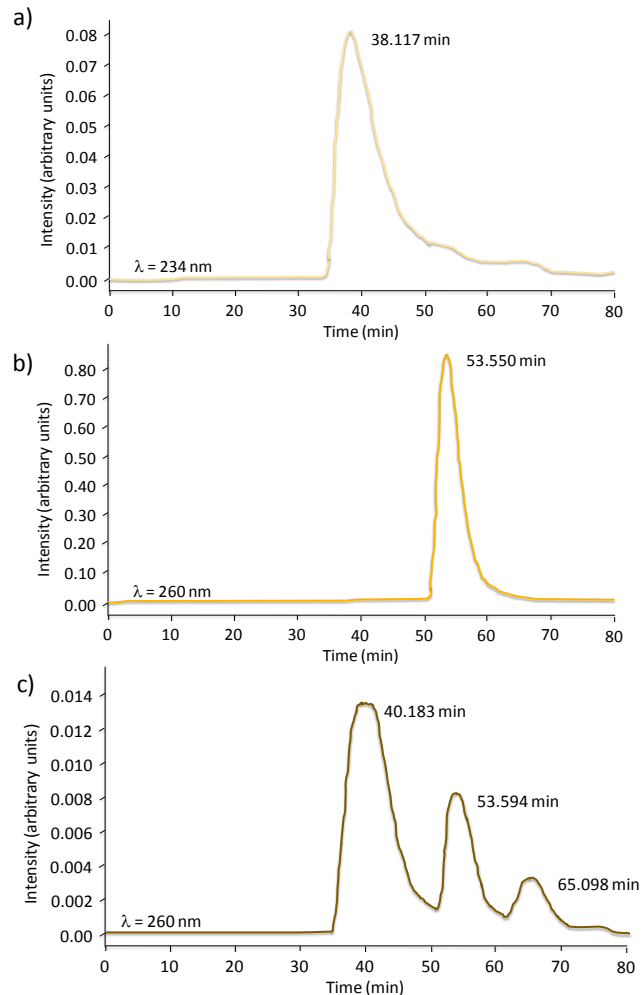 a)
Intensity (arbitrary units)
0.08
0.07
0.06
0.05
0.04
0.03
0.02
0.01
0.00
38.117 min
λ = 234 nm
0 10 20 30 40 50 60 70 80
Time (min)
b)
Intensity (arbitrary units)
0.80
0.70
0.60
0.50
0.40
0.30
0.20
0.10
0.00
53.550 min
λ = 260 nm
0 10 20 30 40 50 60 70 80
Time (min)
c)
Intensity (arbitrary units)
0.014
0.012
0.010
0.008
0.006
0.004
0.002
0.00
40.183 min
53.594 min
65.098 min
λ = 260 nm
0 10 20 30 40 50 60 70 80
Time (min)